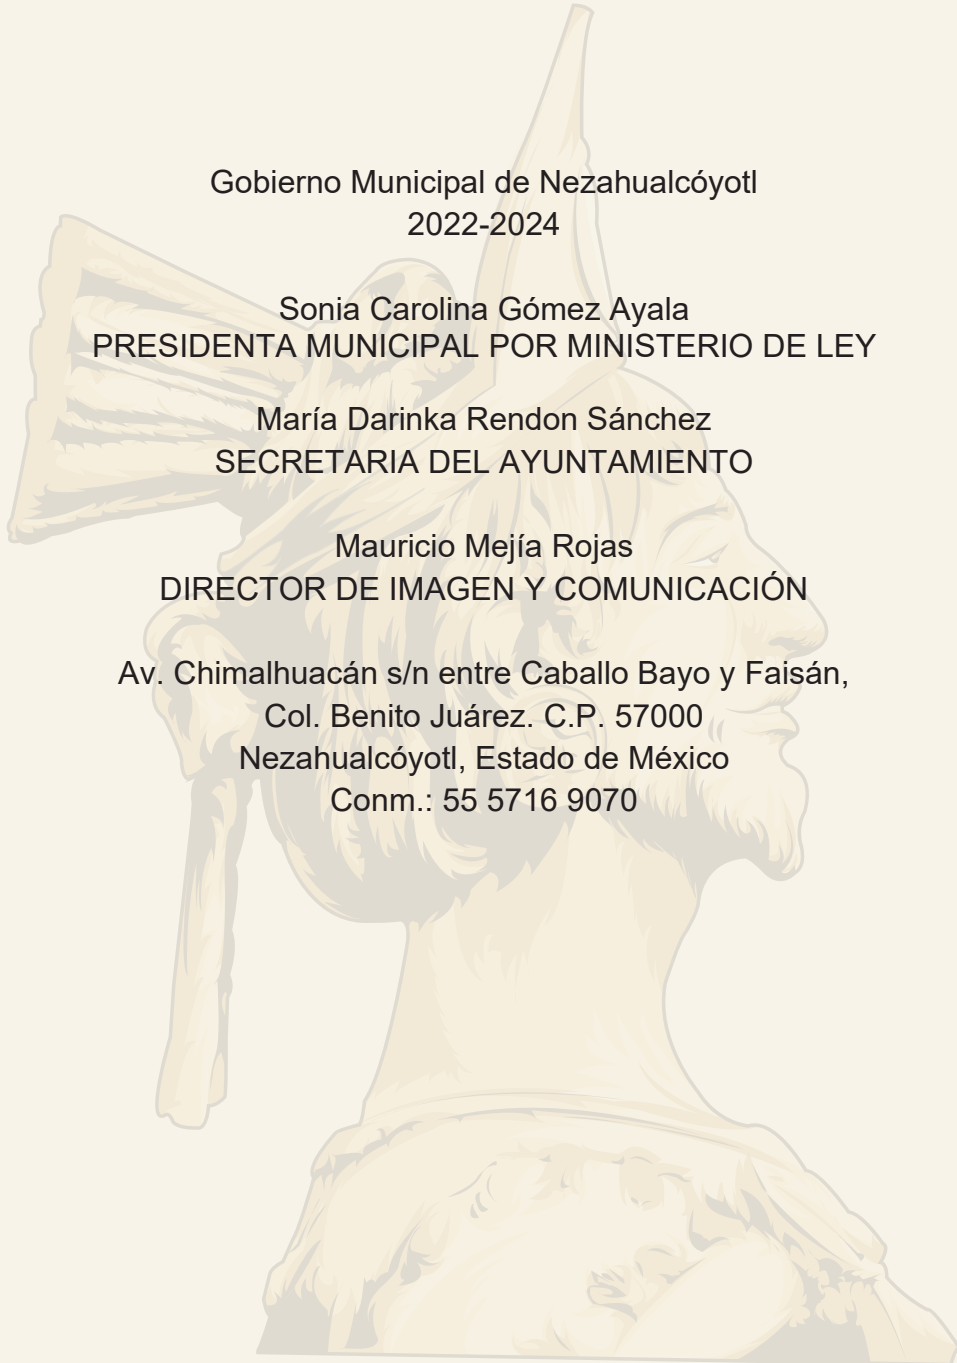 Gobierno Municipal de Nezahualcóyotl
2022-2024
Sonia Carolina Gómez Ayala
PRESIDENTA MUNICIPAL POR MINISTERIO DE LEY
María Darinka Rendon Sánchez
SECRETARIA DEL AYUNTAMIENTO
Mauricio Mejía Rojas
DIRECTOR DE IMAGEN Y COMUNICACIÓN
Av. Chimalhuacán s/n entre Caballo Bayo y Faisán,
Col. Benito Juárez. C.P. 57000
Nezahualcóyotl, Estado de México
Conm.: 55 5716 9070